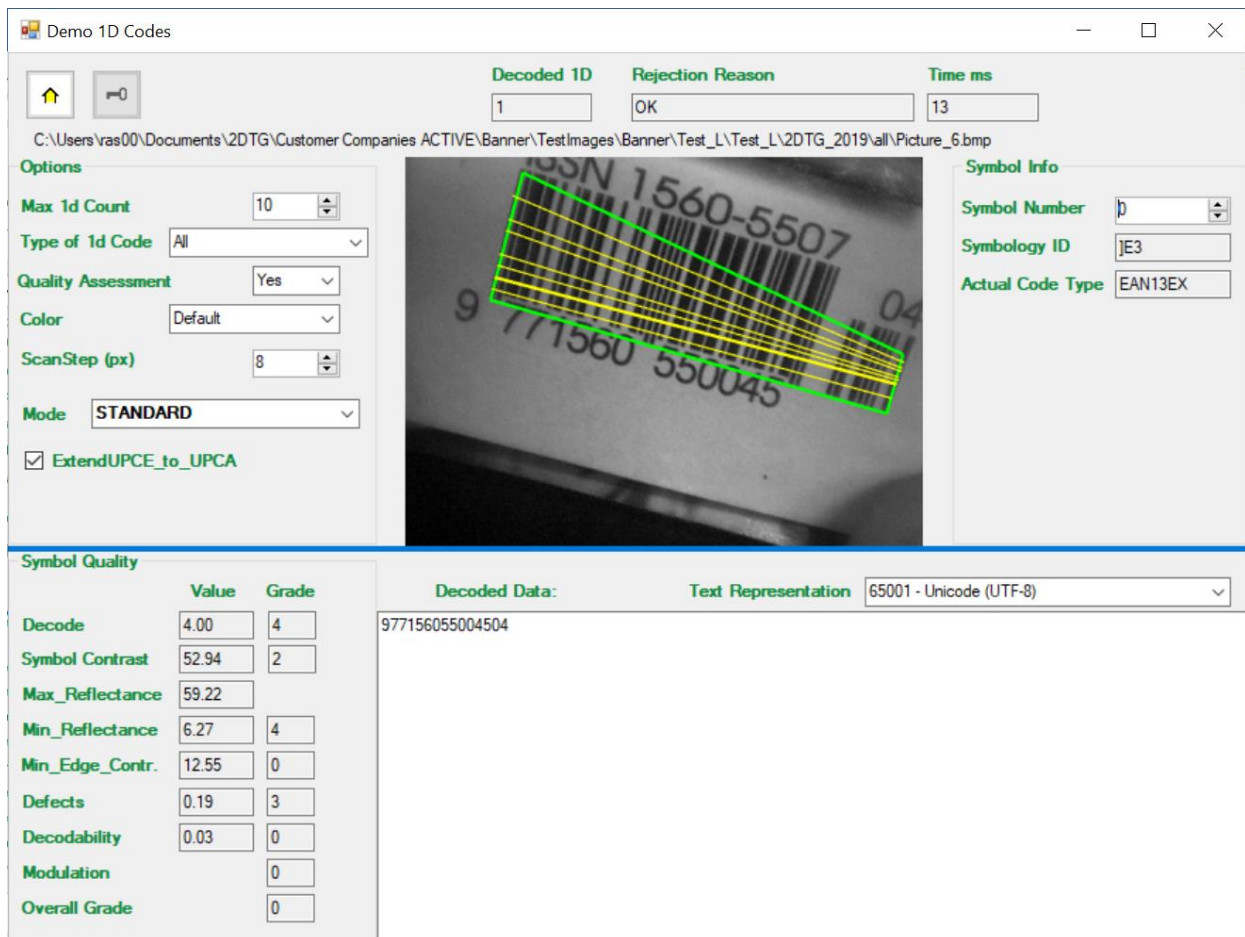 Demo 1D Codes
Decoded 1D Rejection Reason Time ms
1 OK 13
C:\Users\ras00\Documents\2DTG\Customer Companies ACTIVE\Banner\TestImages\Banner\Test_L\Test_L\2DTG_2019\all\Picture_6.bmp
Options
Max 1d Count 10
Type of 1d Code All
Quality Assessment Yes
Color Default
ScanStep (px) 8
Mode STANDARD
ExtendUPCE_to_UPCA
ISSN 1560-5507
04
9 771560 550045
Symbol Info
Symbol Number 0
Symbology ID ]E3
Actual Code Type EAN13EX
Symbol Quality
Value Grade
Decode 4.00 4
Symbol Contrast 52.94 2
Max_Reflectance 59.22
Min_Reflectance 6.27 4
Min_Edge_Contr. 12.55 0
Defects 0.19 3
Decodability 0.03 0
Modulation 0
Overall Grade 0
Decoded Data: Text Representation 65001 - Unicode (UTF-8)
977156055004504